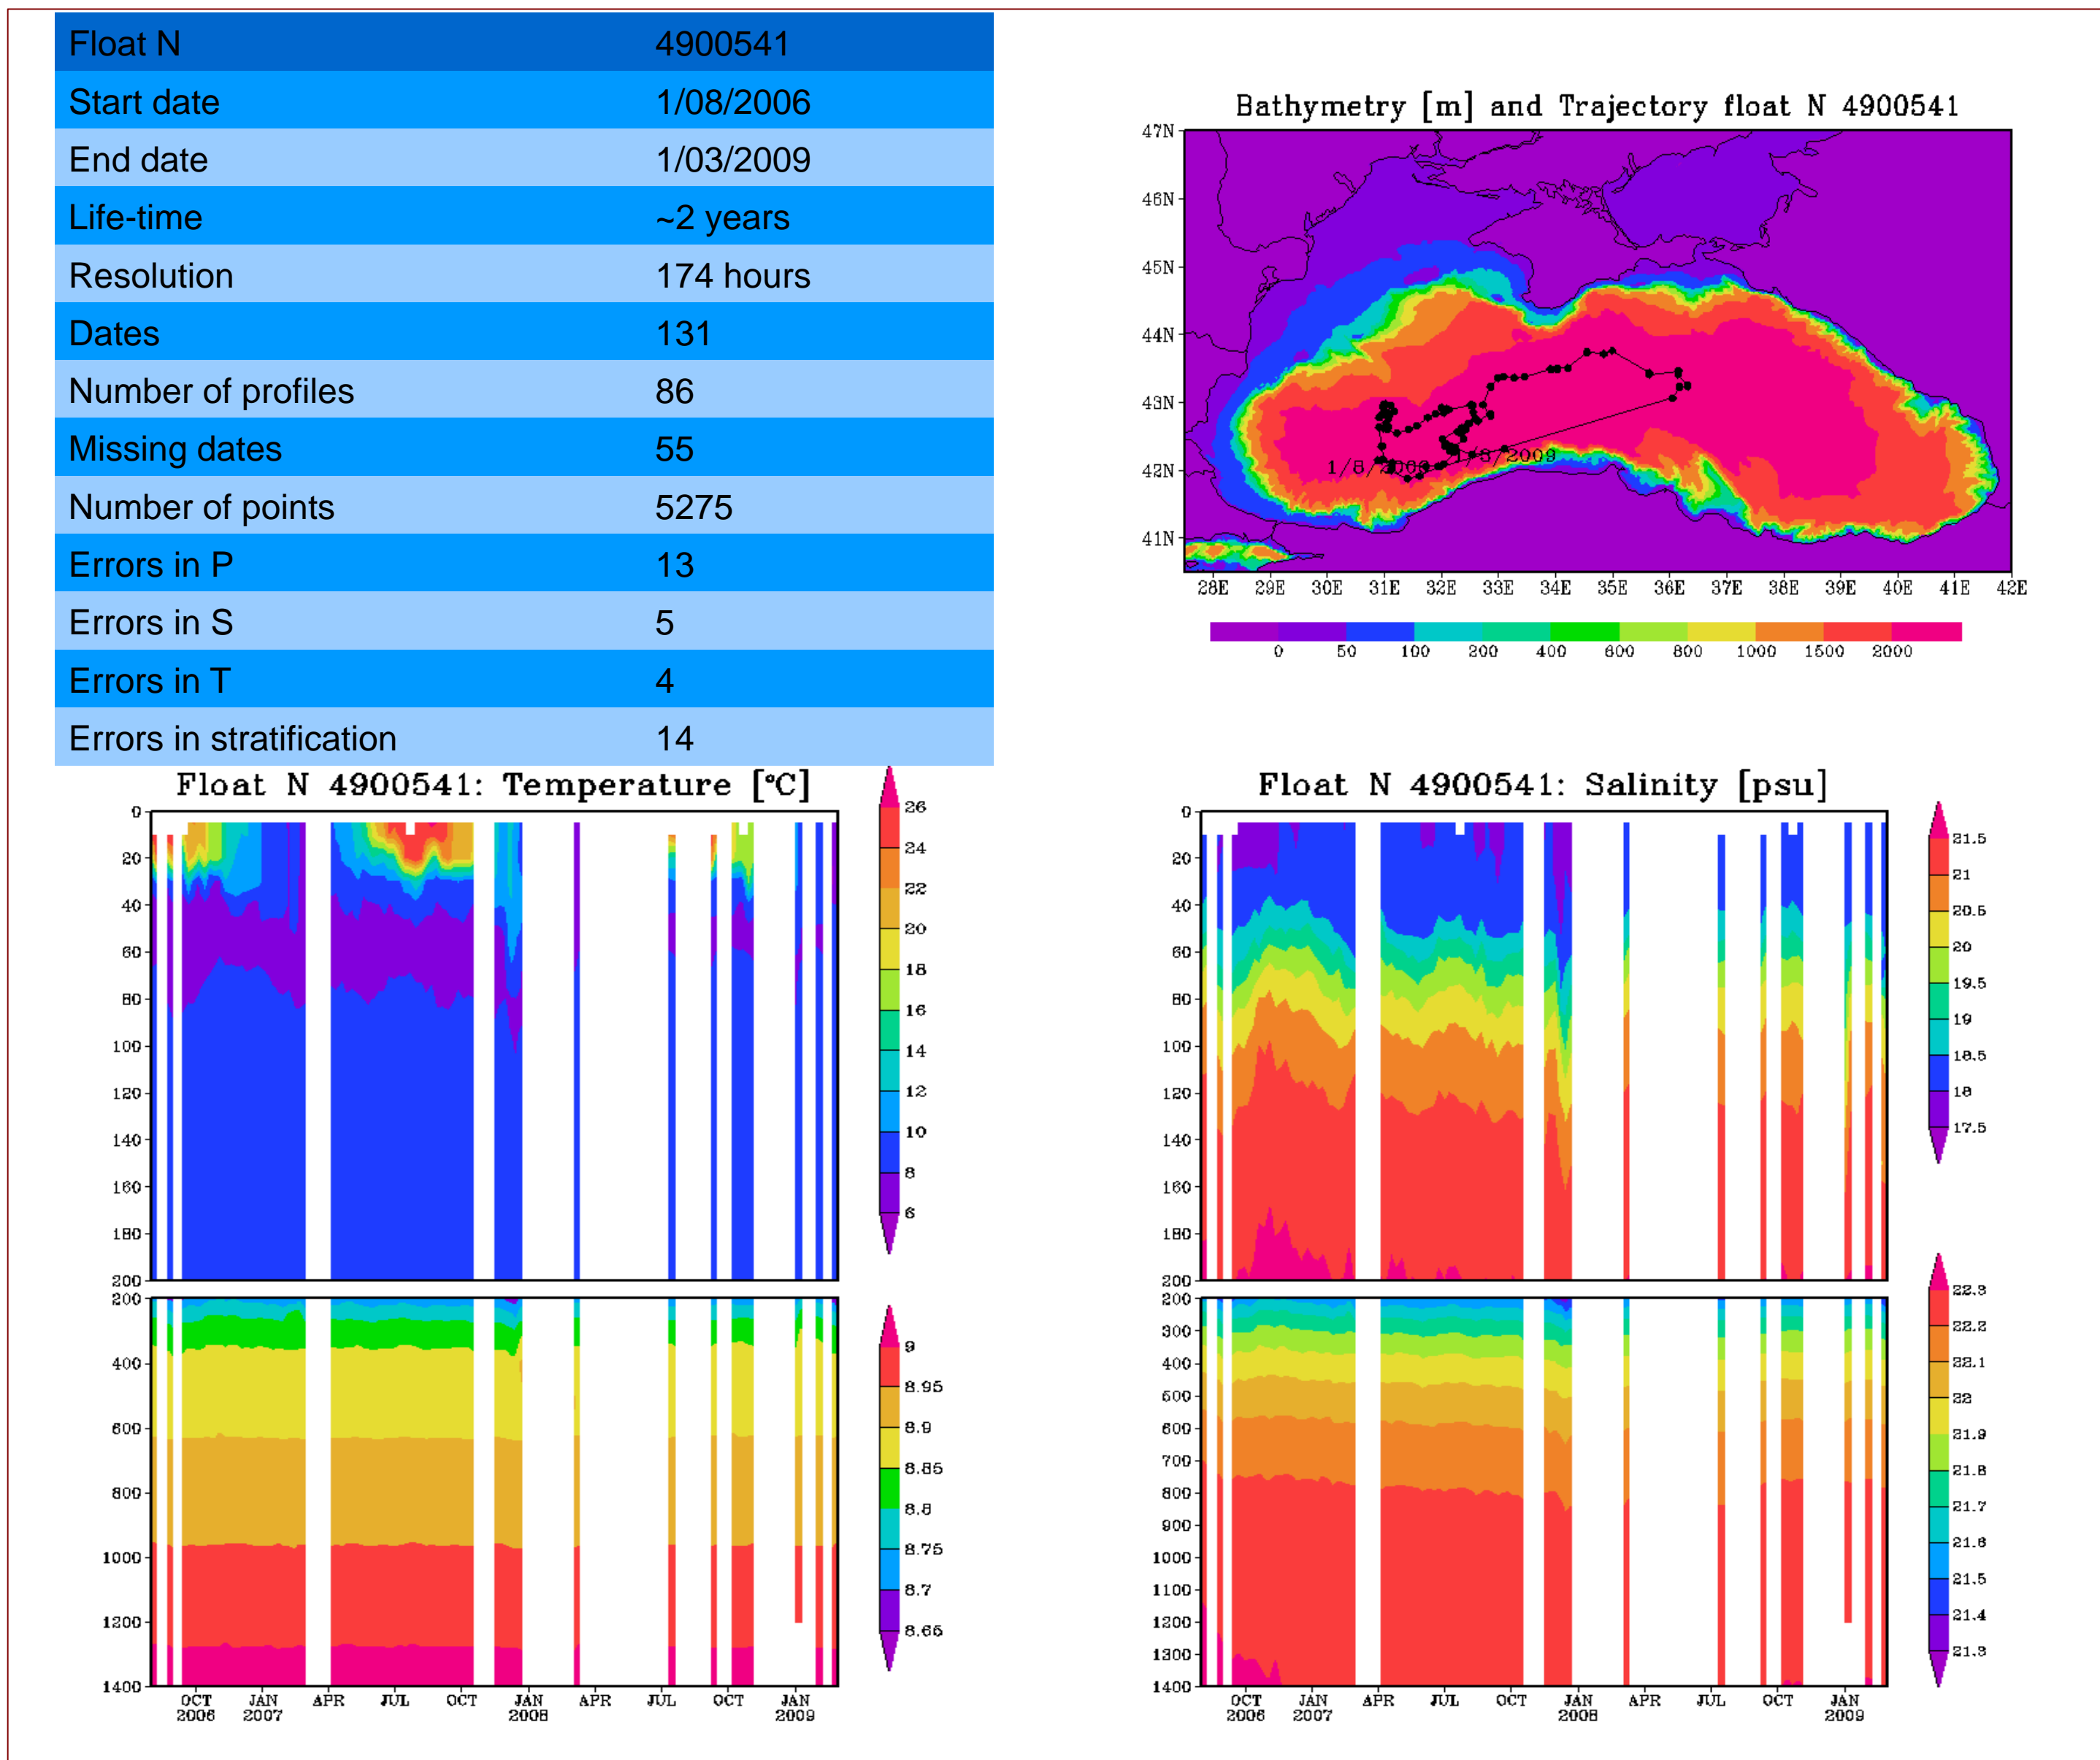 Float N 4900541
Start date 1/08/2006
End date 1/03/2009
Life-time ~2 years
Resolution 174 hours
Dates 131
Number of profiles 86
Missing dates 55
Number of points 5275
Errors in P 13
Errors in S 5
Errors in T 4
Errors in stratification 14
Bathymetry [m] and Trajectory float N 4900541
47N
46N
45N
44N
43N
42N
41N
1/8/2009
28E 29E 30E 31E 32E 33E 34E 35E 36E 37E 38E 39E 40E 41E 42E
0 50 100 200 400 600 800 1000 1500 2000
Float N 4900541: Temperature [°C]
0
20
40
60
80
100
120
140
160
180
200
26
24
22
20
18
16
14
12
10
8
6
200
400
600
800
1000
1200
1400
9
8.95
8.9
8.85
8.8
8.75
8.7
8.65
OCT JAN APR JUL OCT JAN APR JUL OCT JAN
2006 2007 2008 2009
Float N 4900541: Salinity [psu]
0
20
40
60
80
100
120
140
160
180
200
21.5
21
20.5
20
19.5
19
18.5
18
17.5
200
300
400
500
600
700
800
900
1000
1100
1200
1300
1400
22.3
22.2
22.1
22
21.9
21.8
21.7
21.6
21.5
21.4
21.3
OCT JAN APR JUL OCT JAN APR JUL OCT JAN
2006 2007 2008 2009